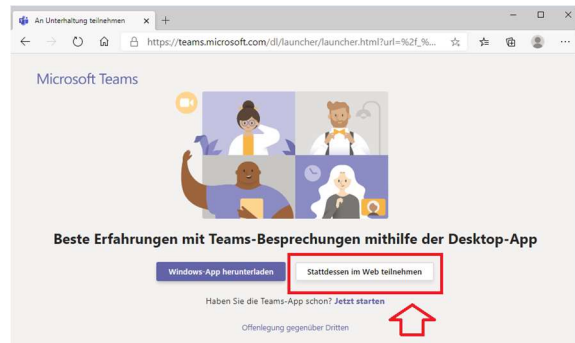 An Unterhaltung teilnehmen
https://teams.microsoft.com/dl/launcher/launcher.html?url=%2f_%...
Microsoft Teams
Beste Erfahrungen mit Teams-Besprechungen mithilfe der Desktop-App
Windows-App herunterladen
Stattdessen im Web teilnehmen
Haben Sie die Teams-App schon? Jetzt starten
Offenlegung gegenüber Dritten